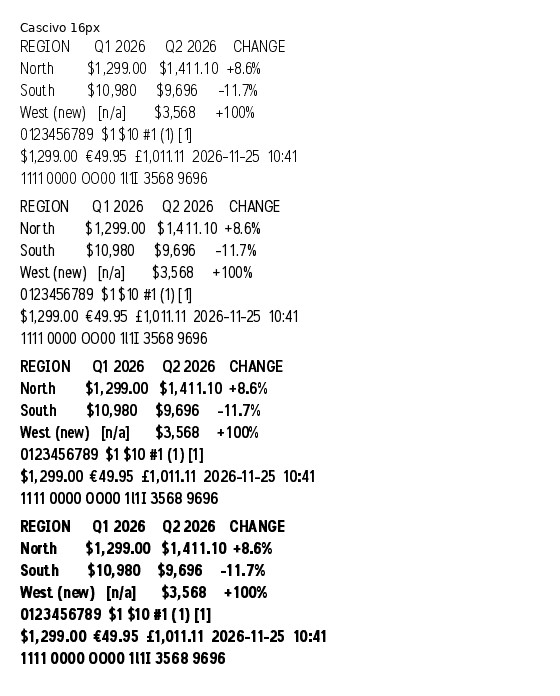 Cascivo 16px
REGION Q1 2026 Q2 2026 CHANGE
North $1,299.00 $1,411.10 +8.6%
South $10,980 $9,696 -11.7%
West (new) [n/a] $3,568 +100%
0123456789 $1 $10 #1 (1) [1]
$1,299.00 €49.95 £1,011.11 2026-11-25 10:41
1111 0000 OO00 1l1I 3568 9696
REGION Q1 2026 Q2 2026 CHANGE
North $1,299.00 $1,411.10 +8.6%
South $10,980 $9,696 -11.7%
West (new) [n/a] $3,568 +100%
0123456789 $1 $10 #1 (1) [1]
$1,299.00 €49.95 £1,011.11 2026-11-25 10:41
1111 0000 OO00 1l1I 3568 9696
REGION Q1 2026 Q2 2026 CHANGE
North $1,299.00 $1,411.10 +8.6%
South $10,980 $9,696 -11.7%
West (new) [n/a] $3,568 +100%
0123456789 $1 $10 #1 (1) [1]
$1,299.00 €49.95 £1,011.11 2026-11-25 10:41
1111 0000 OO00 1l1I 3568 9696
REGION Q1 2026 Q2 2026 CHANGE
North $1,299.00 $1,411.10 +8.6%
South $10,980 $9,696 -11.7%
West (new) [n/a] $3,568 +100%
0123456789 $1 $10 #1 (1) [1]
$1,299.00 €49.95 £1,011.11 2026-11-25 10:41
1111 0000 OO00 1l1I 3568 9696